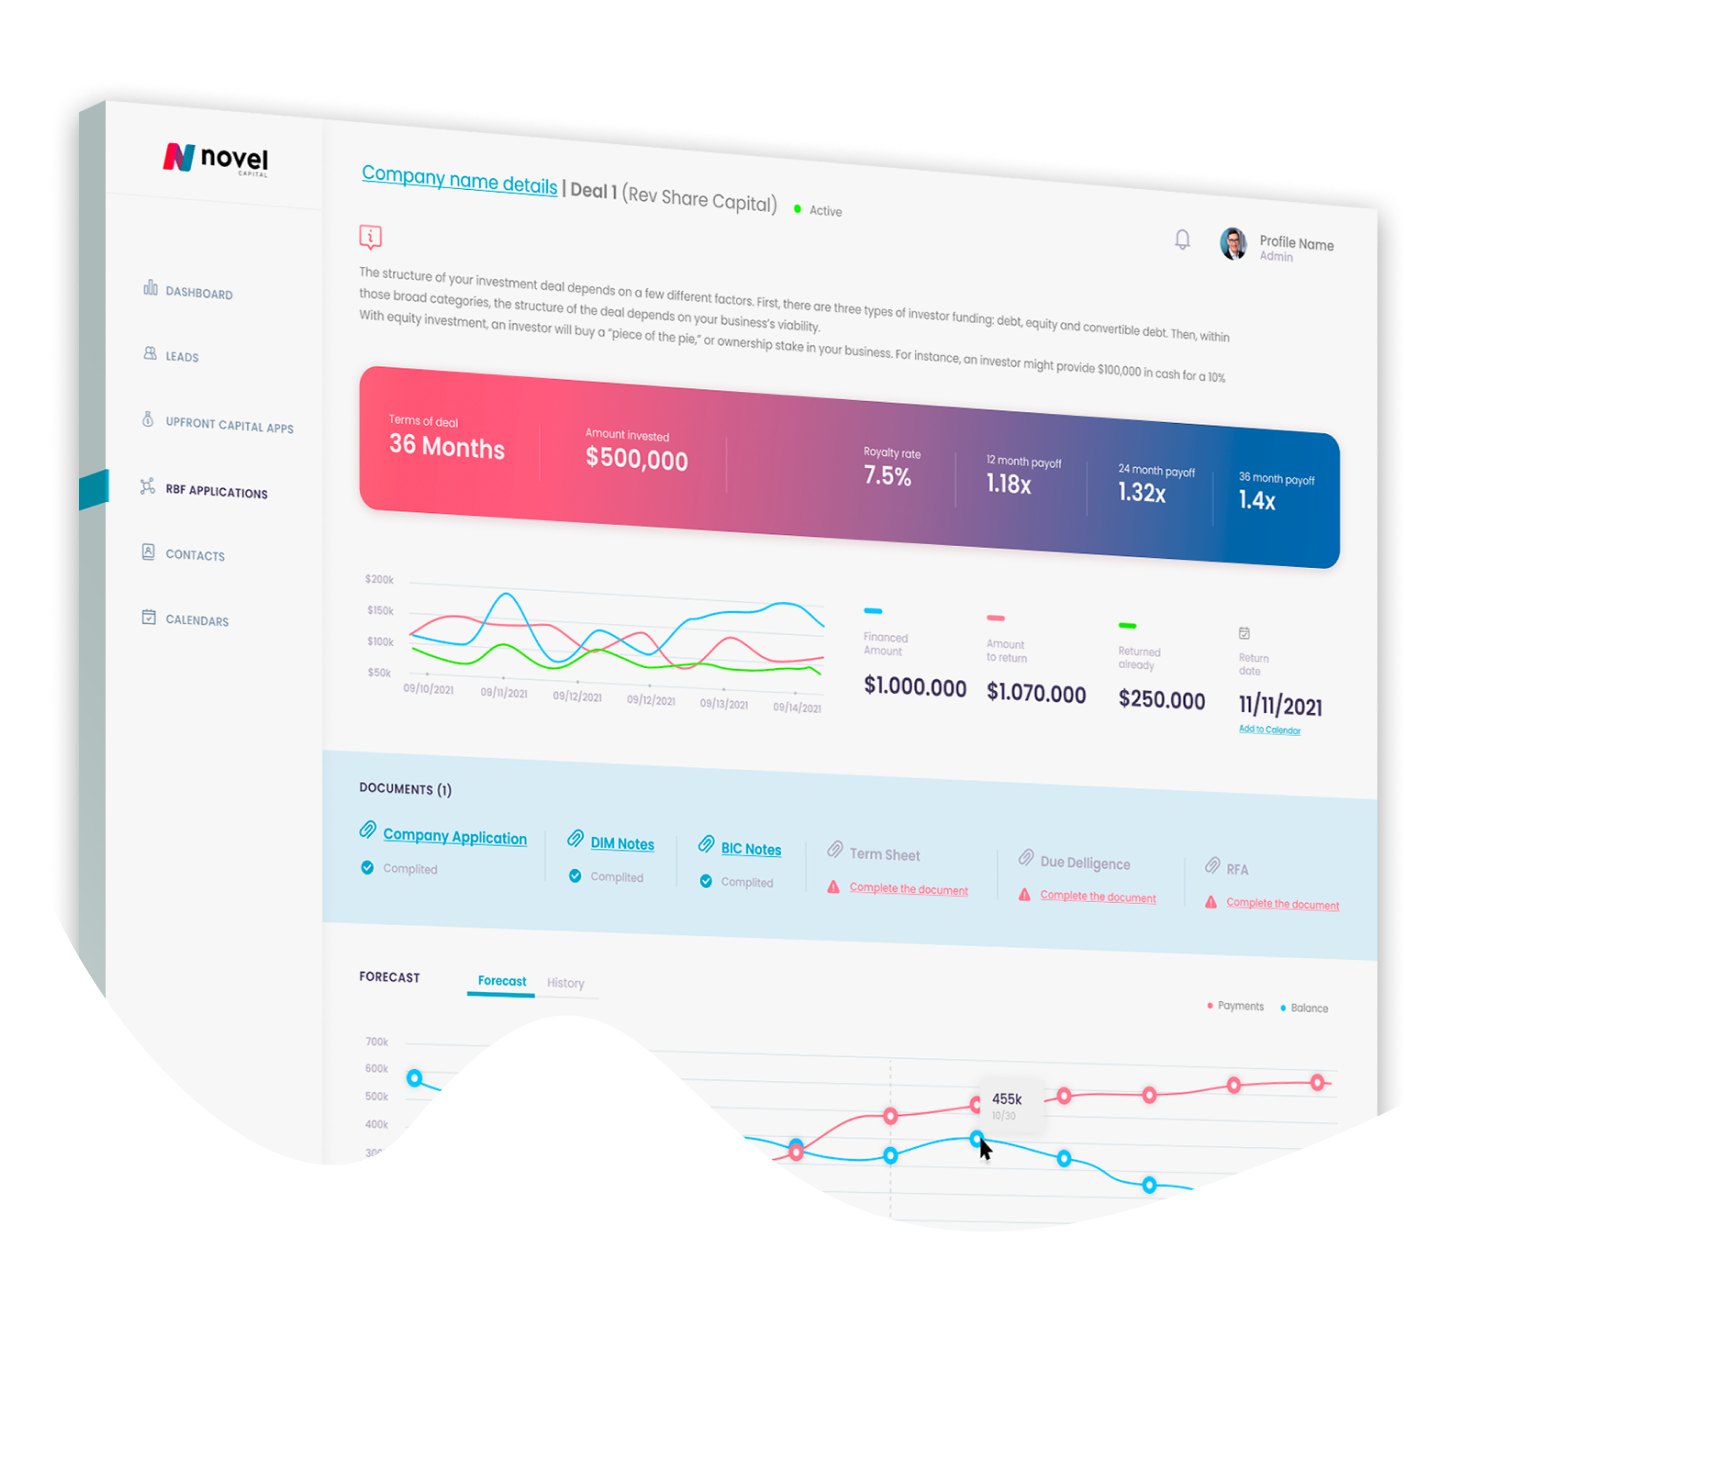 novel
CAPITAL
Company name details | Deal 1 (Rev Share Capital) Active
Profile Name
Admin
i
The structure of your investment deal depends on a few different factors. First, there are three types of investor funding: debt, equity and convertible debt. Then, within
those broad categories, the structure of the deal depends on your business's viability.
With equity investment, an investor will buy a "piece of the pie," or ownership stake in your business. For instance, an investor might provide $100,000 in cash for a 10%
DASHBOARD
LEADS
UPFRONT CAPITAL APPS
RBF APPLICATIONS
CONTACTS
CALENDARS
Terms of deal
36 Months
Amount invested
$500,000
Royalty rate
7.5%
12 month payoff
1.18x
24 month payoff
1.32x
36 month payoff
1.4x
$200k
$150k
$100k
$50k
09/10/2021 09/11/2021 09/12/2021 09/12/2021 09/13/2021 09/14/2021
Financed
Amount
$1.000.000
Amount
to return
$1.070.000
Returned
already
$250.000
Return
date
11/11/2021
Add to Calendar
DOCUMENTS (1)
Company Application
Complited
DIM Notes
Complited
BIC Notes
Complited
Term Sheet
Complete the document
Due Delligence
Complete the document
RFA
Complete the document
FORECAST
Forecast History
Payments Balance
700k
600k
500k
400k
455k
10/30